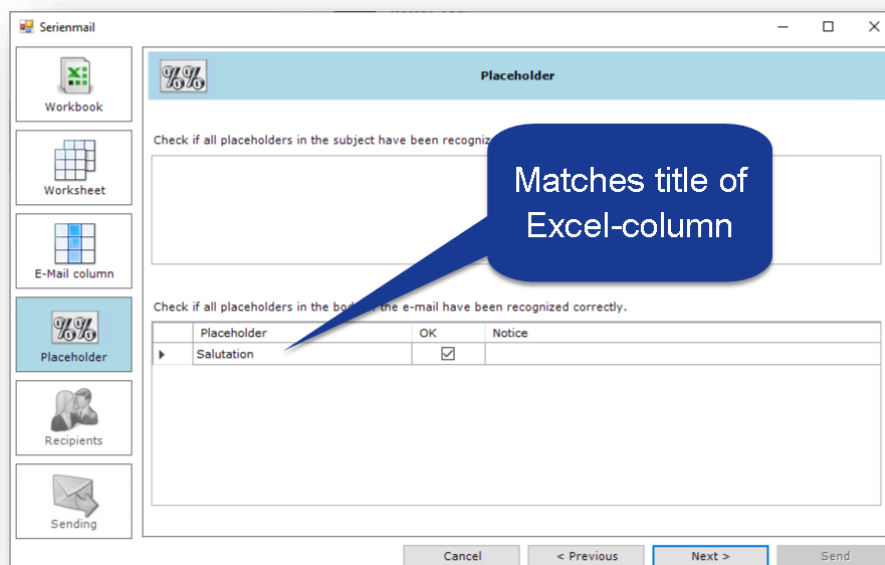 Serienmail
Workbook
Worksheet
E-Mail column
Placeholder
Recipients
Sending
%%
Placeholder
Check if all placeholders in the subject have been recogniz
Matches title of
Excel-column
Check if all placeholders in the bod the e-mail have been recognized correctly.
Placeholder OK Notice
Salutation
Cancel < Previous Next > Send